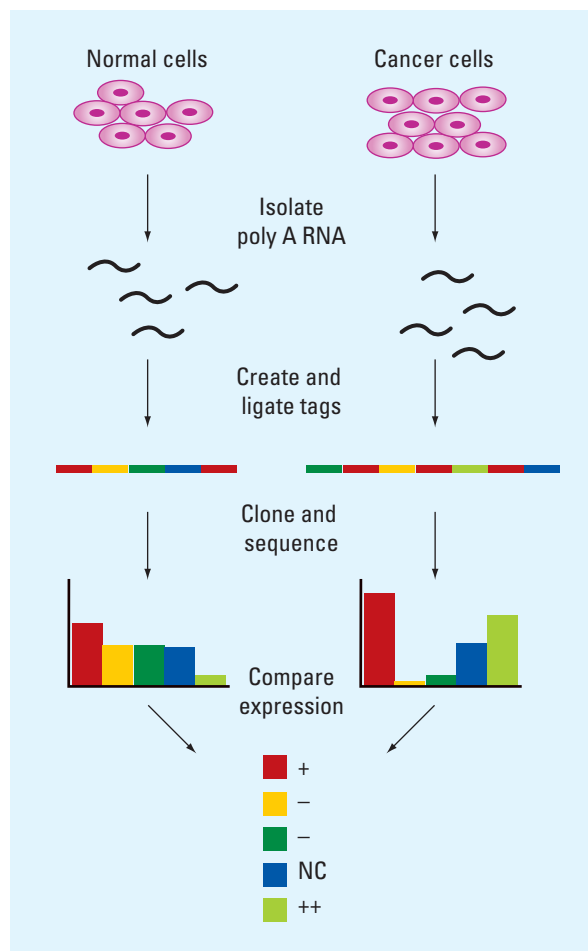 Normal cells
Cancer cells
Isolate
poly A RNA
Create and
ligate tags
Clone and
sequence
Compare
expression
+
–
–
NC
++